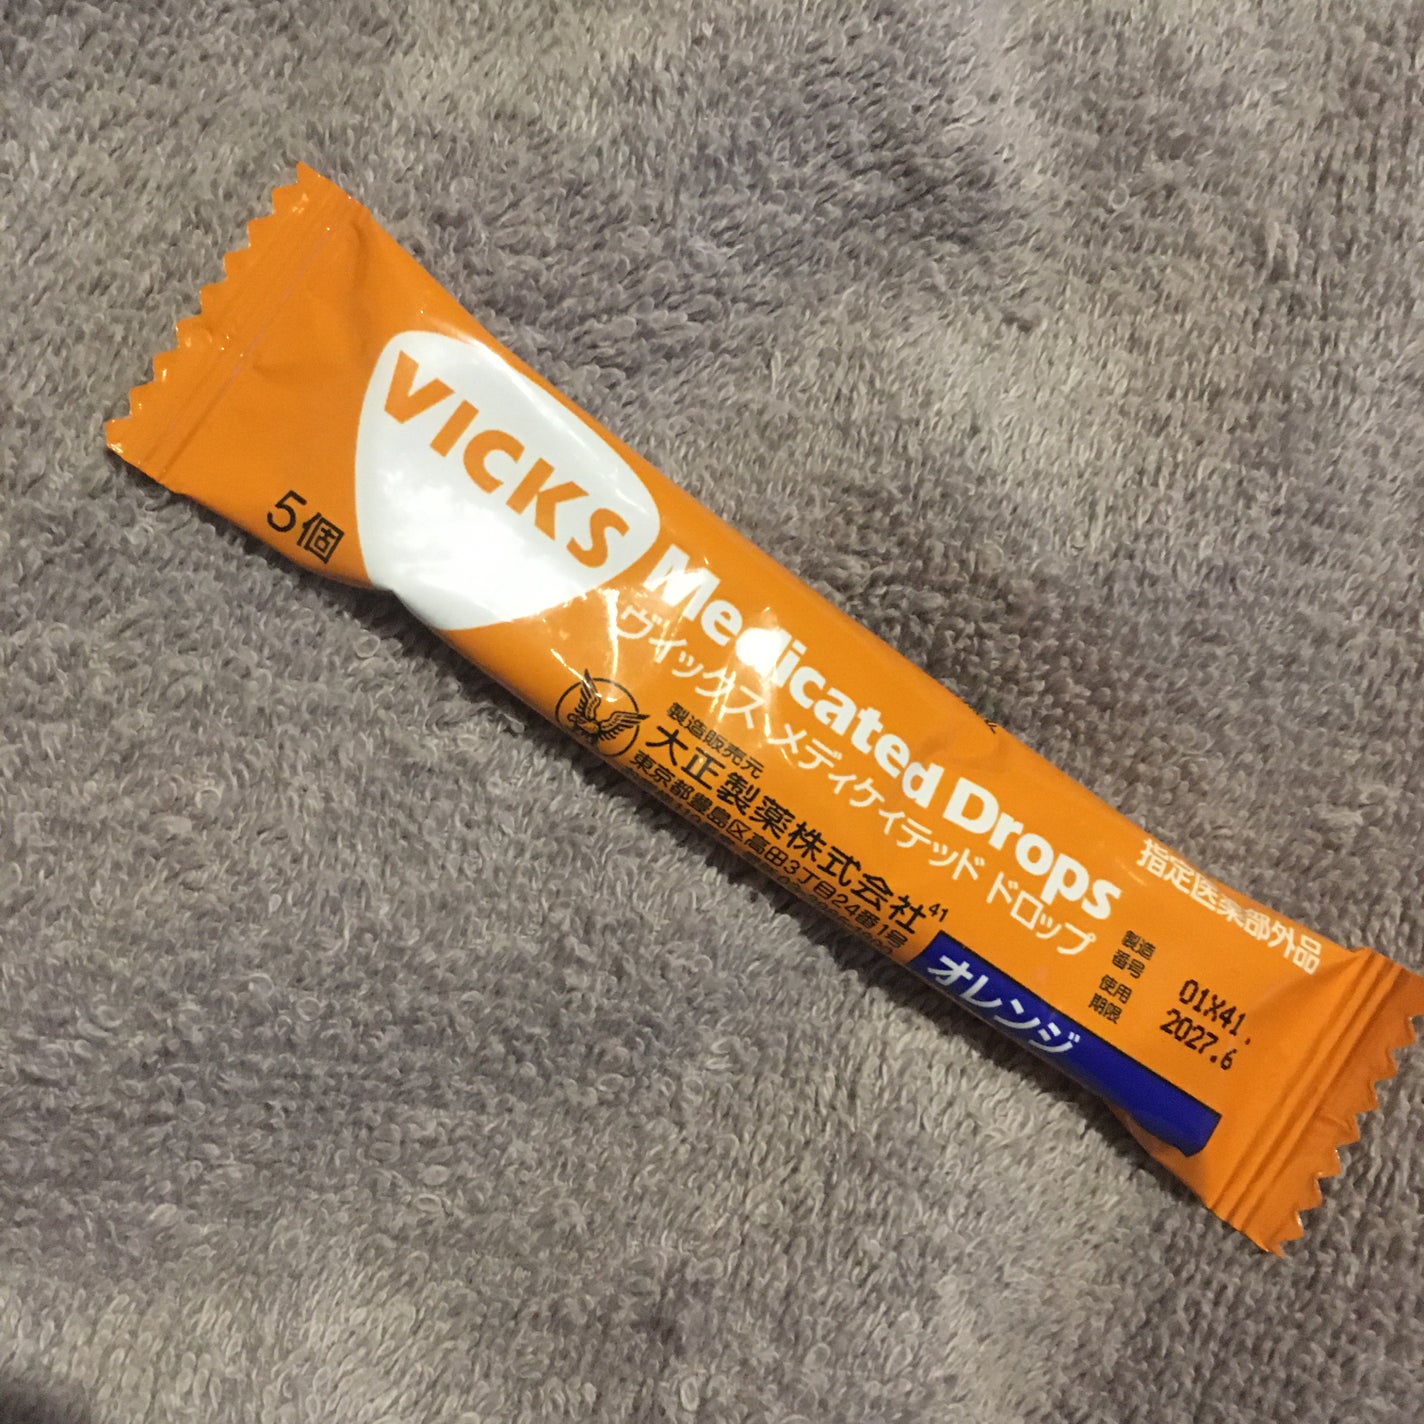 VICKS
5個
Medicated Drops
ヴイックス メディケイテッド ドロップ
製造販売元
大正製薬株式会社41
東京都豊島区高田3丁目24番1号
オレンジ
指定医薬部外品
製造
番号
01X41.
使用
期限
2027.6